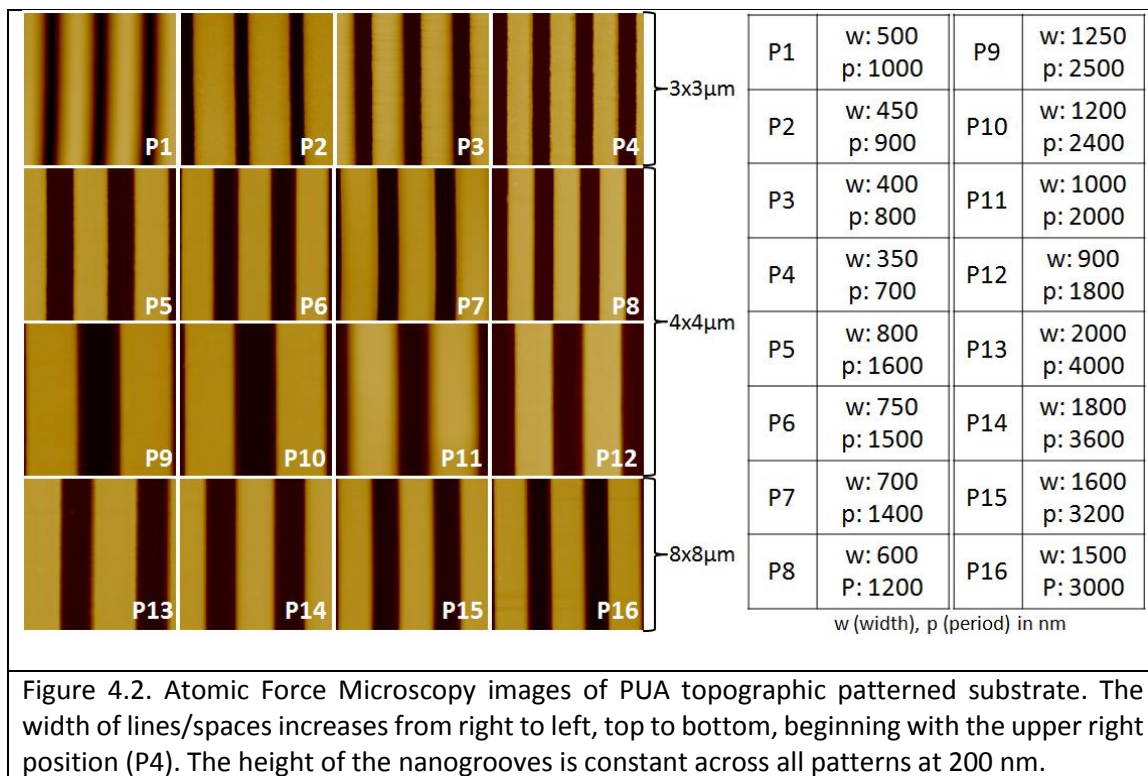 P1 P2 P3 P4
3x3µm
P5 P6 P7 P8
4x4µm
P9 P10 P11 P12
P13 P14 P15 P16
8x8µm
P1 w: 500 P9 w: 1250
p: 1000 p: 2500
P2 w: 450 P10 w: 1200
p: 900 p: 2400
P3 w: 400 P11 w: 1000
p: 800 p: 2000
P4 w: 350 P12 w: 900
p: 700 p: 1800
P5 w: 800 P13 w: 2000
p: 1600 p: 4000
P6 w: 750 P14 w: 1800
p: 1500 p: 3600
P7 w: 700 P15 w: 1600
p: 1400 p: 3200
P8 w: 600 P16 w: 1500
P: 1200 P: 3000
w (width), p (period) in nm
Figure 4.2. Atomic Force Microscopy images of PUA topographic patterned substrate. The
width of lines/spaces increases from right to left, top to bottom, beginning with the upper right
position (P4). The height of the nanogrooves is constant across all patterns at 200 nm.